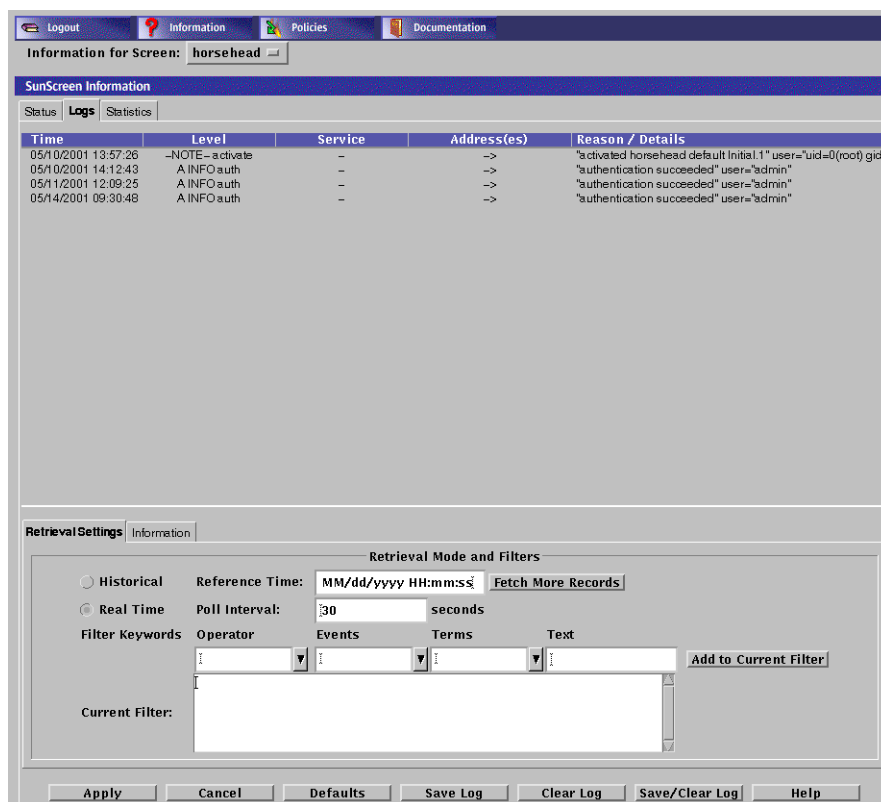 Logout Information Policies Documentation
Information for Screen: horsehead
SunScreen Information
Status Logs Statistics
Time Level Service Address(es) Reason / Details
05/10/2001 13:57:26 –NOTE– activate – –> "activated horsehead default Initial.1" user="uid=0(root) gid
05/10/2001 14:12:43 A INFO auth – –> "authentication succeeded" user="admin"
05/11/2001 12:09:25 A INFO auth – –> "authentication succeeded" user="admin"
05/14/2001 09:30:48 A INFO auth – –> "authentication succeeded" user="admin"
Retrieval Settings Information
Retrieval Mode and Filters
Historical Reference Time: MM/dd/yyyy HH:mm:ss Fetch More Records
Real Time Poll Interval: 30 seconds
Filter Keywords Operator Events Terms Text
Add to Current Filter
Current Filter:
Apply Cancel Defaults Save Log Clear Log Save/Clear Log Help